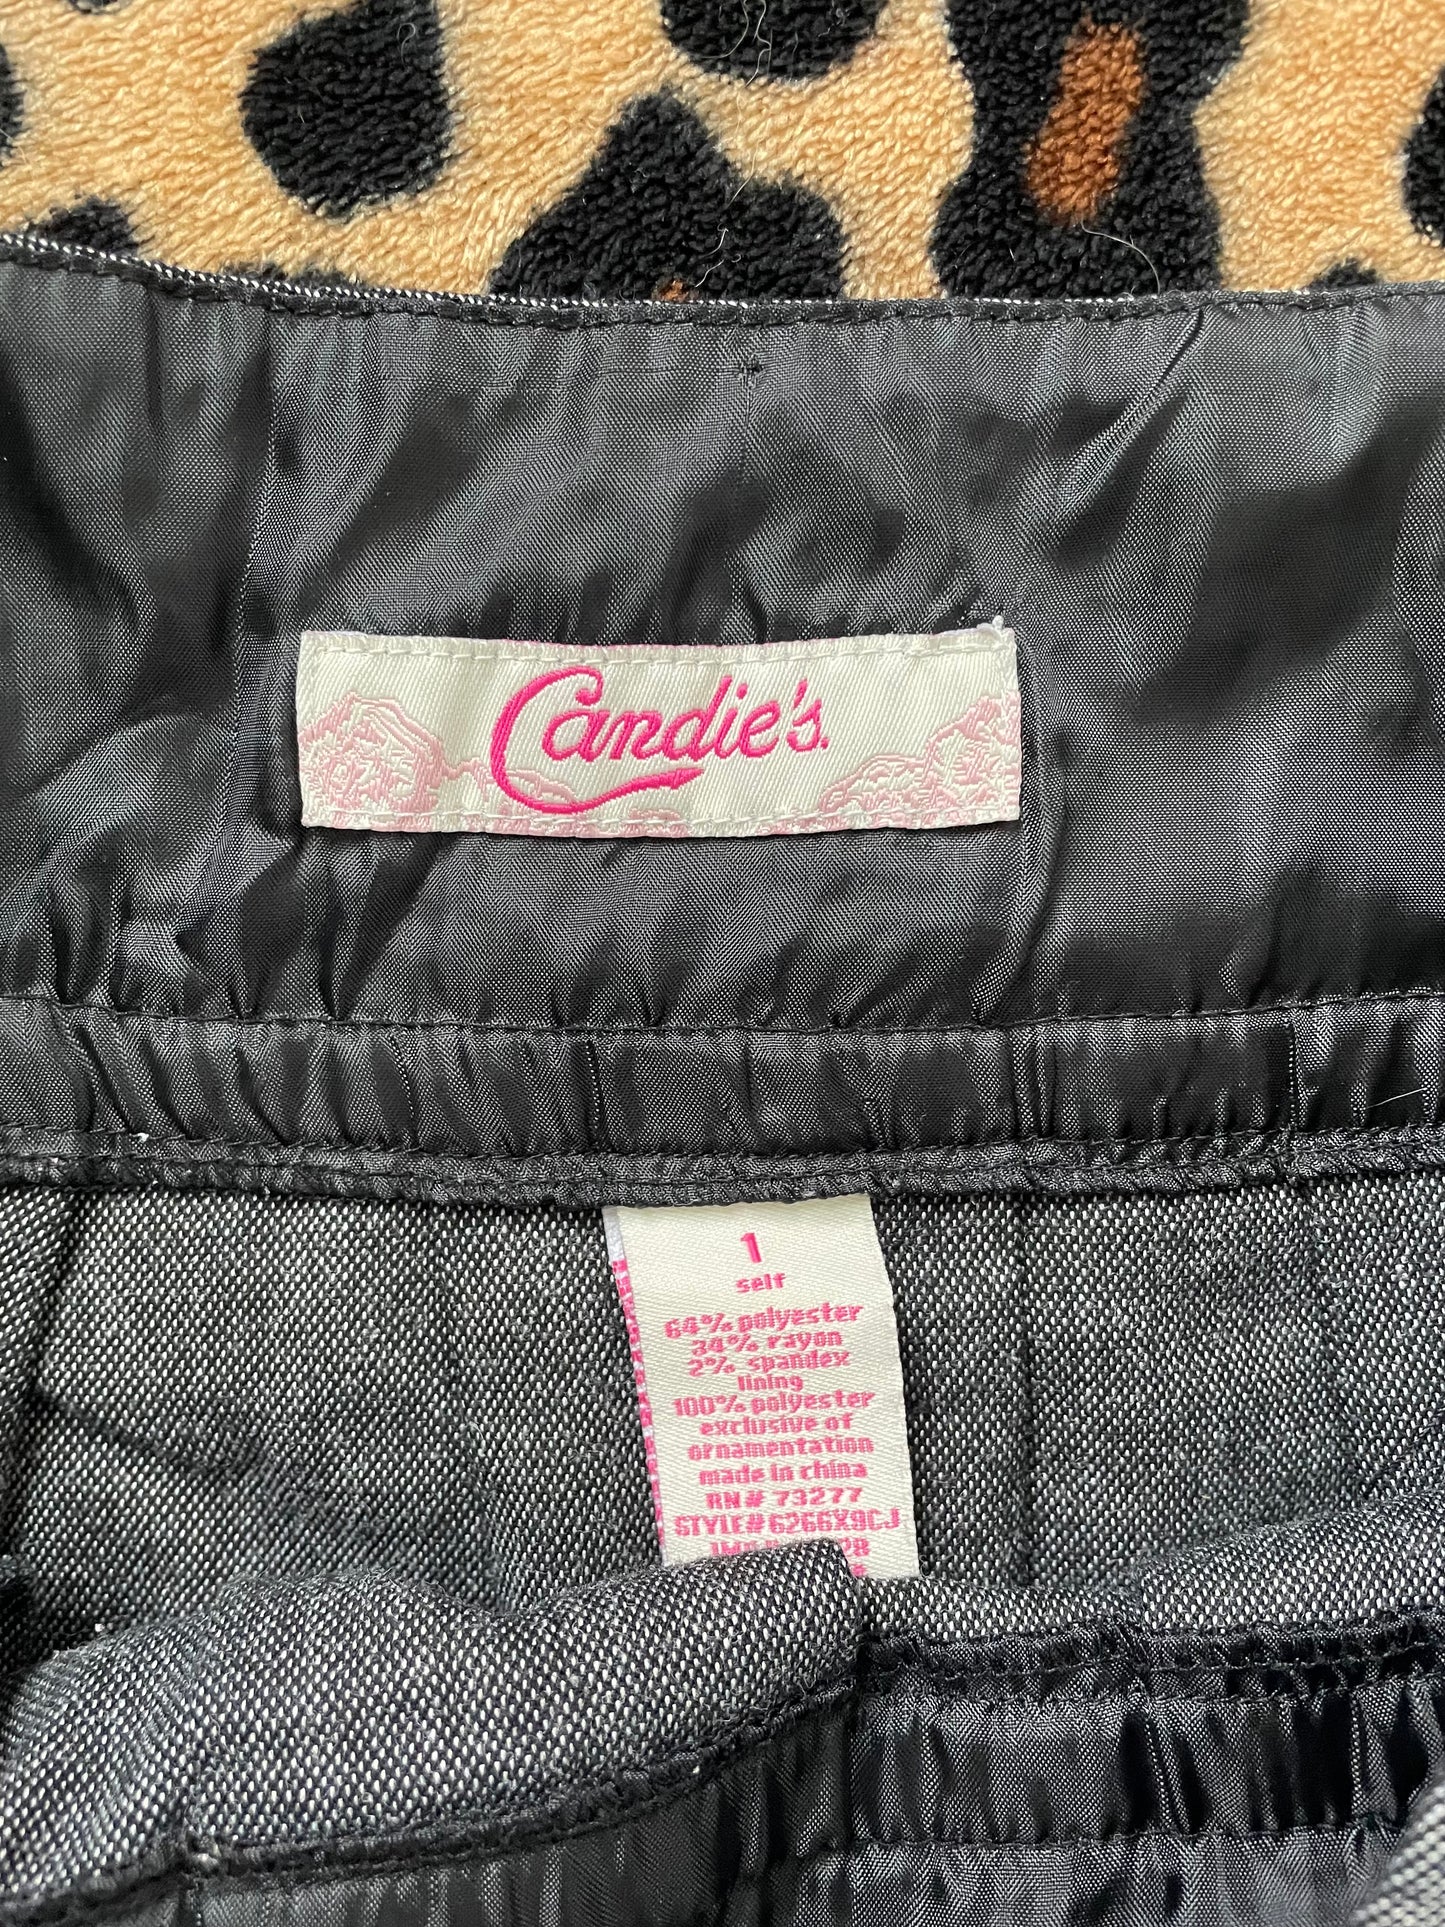 Candie's.
1
self
64% polyester
34% rayon
2% spandex
lining
100% polyester
exclusive of
ornamentation
made in china
RN# 73277
STYLE# 6266X9CJ
28